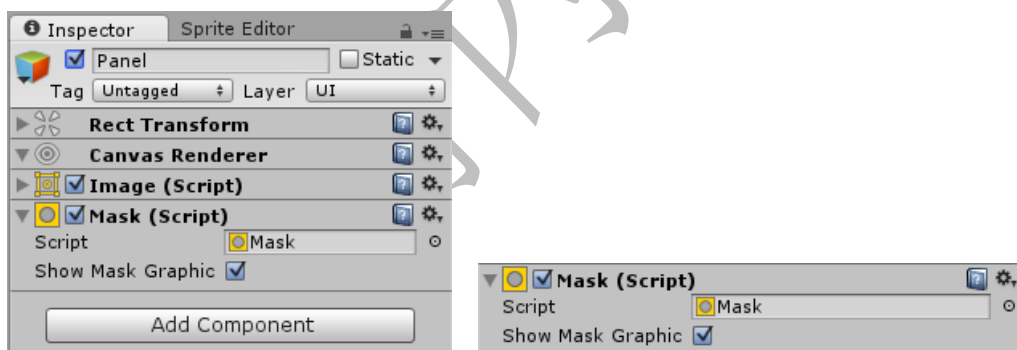 Inspector Sprite Editor
Panel Static
Tag Untagged Layer UI
Rect Transform
Canvas Renderer
Image (Script)
Mask (Script)
Script Mask
Show Mask Graphic
Add Component
Mask (Script)
Script Mask
Show Mask Graphic